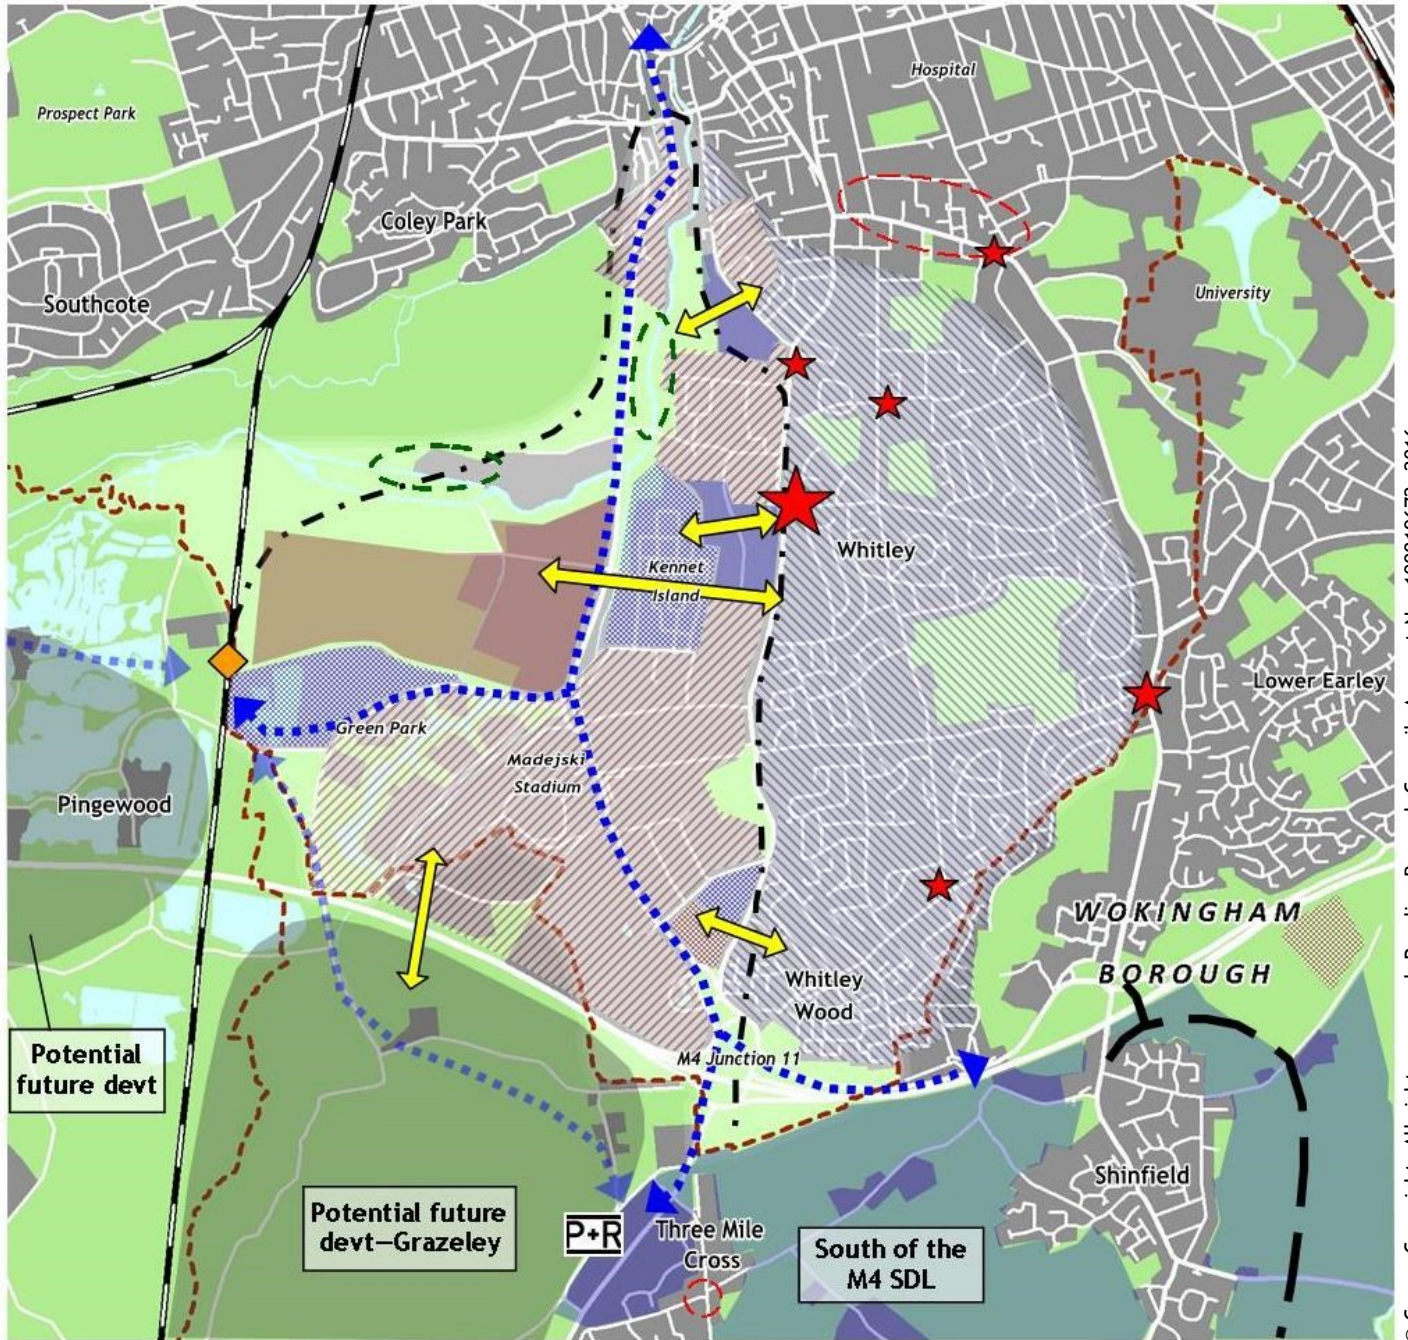 Hospital
Prospect Park
Coley Park
Southcote
University
Whitley
Kennet
Island
Lower Earley
Green Park
Madejski
Stadium
Pingewood
WOKINGHAM
BOROUGH
Whitley
Wood
Potential
future devt
M4 Junction 11
Shinfield
Potential future
devt—Grazeley
P+R
Three Mile
Cross
South of the
M4 SDL